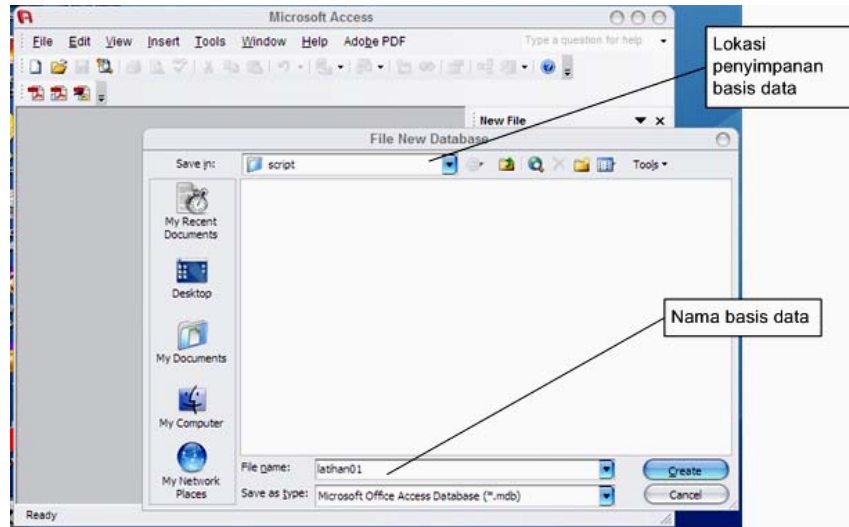 Microsoft Access
File Edit View Insert Tools Window Help Adobe PDF Type a question for help
Lokasi
penyimpanan
basis data
New File
File New Database
Save in: script Tools
My Recent
Documents
Desktop
My Documents
My Computer
My Network
Places
Nama basis data
File name: latihan01 Create
Save as type: Microsoft Office Access Database (*.mdb) Cancel
Ready